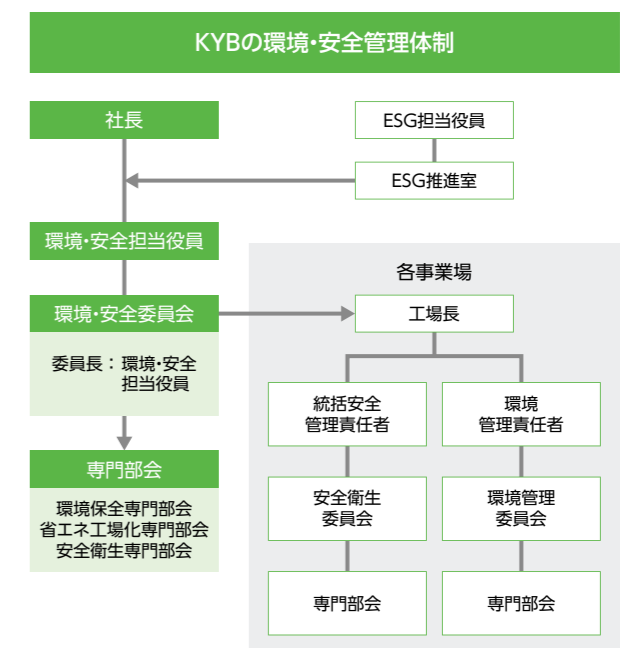 KYBの環境・安全管理体制
社長
ESG担当役員
ESG推進室
環境・安全担当役員
環境・安全委員会
委員長：環境・安全
担当役員
専門部会
環境保全専門部会
省エネ工場化専門部会
安全衛生専門部会
各事業場
工場長
統括安全
管理責任者
安全衛生
委員会
専門部会
環境
管理責任者
環境管理
委員会
専門部会